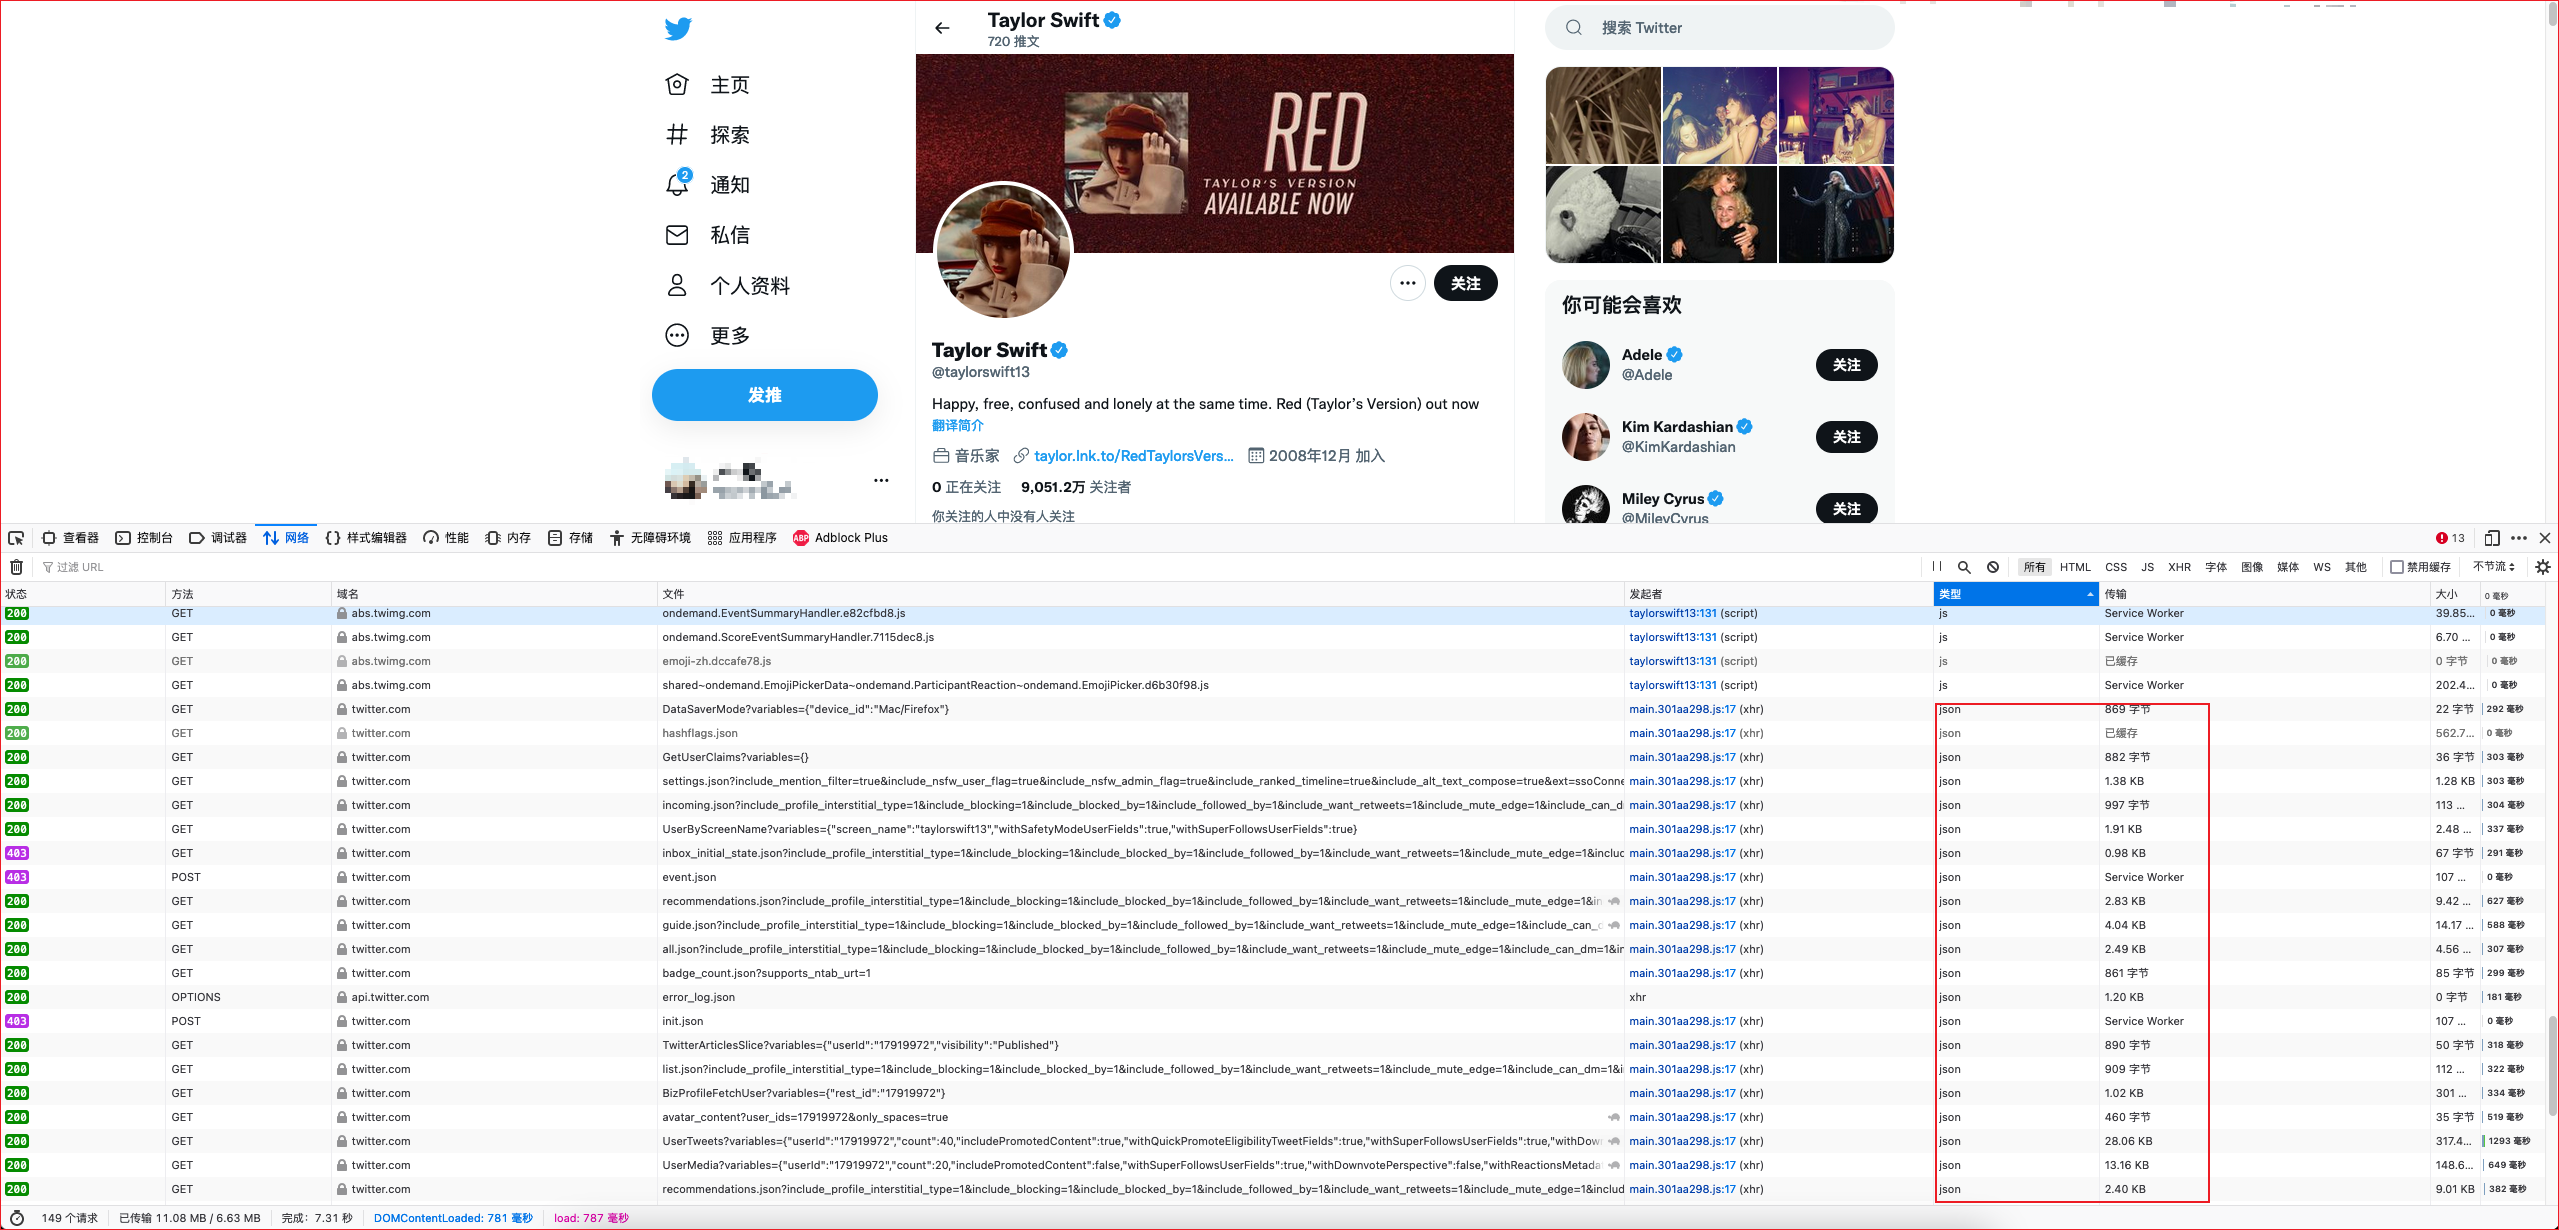 Taylor Swift
720 推文
搜索 Twitter
主页
探索
2
通知
私信
个人资料
更多
发推
RED
TAYLOR'S VERSION
AVAILABLE NOW
关注
Taylor Swift
@taylorswift13
Happy, free, confused and lonely at the same time. Red (Taylor's Version) out now
翻译简介
音乐家 taylor.lnk.to/RedTaylorsVers... 2008年12月 加入
0 正在关注 9,051.2万 关注者
你关注的人中没有人关注
你可能会喜欢
Adele
@Adele
关注
Kim Kardashian
@KimKardashian
关注
Miley Cyrus
@MileyCyrus
关注
查看器 控制台 调试器 网络 样式编辑器 性能 内存 存储 无障碍环境 应用程序 ABP Adblock Plus 13
过滤 URL 所有 HTML CSS JS XHR 字体 图像 媒体 WS 其他 禁用缓存 不节流
状态 方法 域名 文件 发起者 类型 传输 大小 0 毫秒
200 GET abs.twimg.com ondemand.EventSummaryHandler.e82cfbd8.js taylorswift13:131 (script) js Service Worker 39.85... 0 毫秒
200 GET abs.twimg.com ondemand.ScoreEventSummaryHandler.7115dec8.js taylorswift13:131 (script) js Service Worker 6.70 ... 0 毫秒
200 GET abs.twimg.com emoji-zh.dccafe78.js taylorswift13:131 (script) js 已缓存 0 字节 0 毫秒
200 GET abs.twimg.com shared~ondemand.EmojiPickerData~ondemand.ParticipantReaction~ondemand.EmojiPicker.d6b30f98.js taylorswift13:131 (script) js Service Worker 202.4... 0 毫秒
200 GET twitter.com DataSaverMode?variables={"device_id":"Mac/Firefox"} main.301aa298.js:17 (xhr) json 869 字节 22 字节 292 毫秒
200 GET twitter.com hashflags.json main.301aa298.js:17 (xhr) json 已缓存 562.7... 0 毫秒
200 GET twitter.com GetUserClaims?variables={} main.301aa298.js:17 (xhr) json 882 字节 36 字节 303 毫秒
200 GET twitter.com settings.json?include_mention_filter=true&include_nsfw_user_flag=true&include_nsfw_admin_flag=true&include_ranked_timeline=true&include_alt_text_compose=true&ext=ssoConne main.301aa298.js:17 (xhr) json 1.38 KB 1.28 KB 303 毫秒
200 GET twitter.com incoming.json?include_profile_interstitial_type=1&include_blocking=1&include_blocked_by=1&include_followed_by=1&include_want_retweets=1&include_mute_edge=1&include_can_d main.301aa298.js:17 (xhr) json 997 字节 113 ... 304 毫秒
200 GET twitter.com UserByScreenName?variables={"screen_name":"taylorswift13","withSafetyModeUserFields":true,"withSuperFollowsUserFields":true} main.301aa298.js:17 (xhr) json 1.91 KB 2.48 ... 337 毫秒
403 GET twitter.com inbox_initial_state.json?include_profile_interstitial_type=1&include_blocking=1&include_blocked_by=1&include_followed_by=1&include_want_retweets=1&include_mute_edge=1&includ main.301aa298.js:17 (xhr) json 0.98 KB 67 字节 291 毫秒
403 POST twitter.com event.json main.301aa298.js:17 (xhr) json Service Worker 107 ... 0 毫秒
200 GET twitter.com recommendations.json?include_profile_interstitial_type=1&include_blocking=1&include_blocked_by=1&include_followed_by=1&include_want_retweets=1&include_mute_edge=1&in main.301aa298.js:17 (xhr) json 2.83 KB 9.42 ... 627 毫秒
200 GET twitter.com guide.json?include_profile_interstitial_type=1&include_blocking=1&include_blocked_by=1&include_followed_by=1&include_want_retweets=1&include_mute_edge=1&include_can_ main.301aa298.js:17 (xhr) json 4.04 KB 14.17 ... 588 毫秒
200 GET twitter.com all.json?include_profile_interstitial_type=1&include_blocking=1&include_blocked_by=1&include_followed_by=1&include_want_retweets=1&include_mute_edge=1&include_can_dm=1&i main.301aa298.js:17 (xhr) json 2.49 KB 4.56 ... 307 毫秒
200 GET twitter.com badge_count.json?supports_ntab_urt=1 main.301aa298.js:17 (xhr) json 861 字节 85 字节 299 毫秒
200 OPTIONS api.twitter.com error_log.json xhr json 1.20 KB 0 字节 181 毫秒
403 POST twitter.com init.json main.301aa298.js:17 (xhr) json Service Worker 107 ... 0 毫秒
200 GET twitter.com TwitterArticlesSlice?variables={"userId":"17919972","visibility":"Published"} main.301aa298.js:17 (xhr) json 890 字节 50 字节 318 毫秒
200 GET twitter.com list.json?include_profile_interstitial_type=1&include_blocking=1&include_blocked_by=1&include_followed_by=1&include_want_retweets=1&include_mute_edge=1&include_can_dm=1&i main.301aa298.js:17 (xhr) json 909 字节 112 ... 322 毫秒
200 GET twitter.com BizProfileFetchUser?variables={"rest_id":"17919972"} main.301aa298.js:17 (xhr) json 1.02 KB 301 ... 334 毫秒
200 GET twitter.com avatar_content?user_ids=17919972&only_spaces=true main.301aa298.js:17 (xhr) json 460 字节 35 字节 519 毫秒
200 GET twitter.com UserTweets?variables={"userId":"17919972","count":40,"includePromotedContent":true,"withQuickPromoteEligibilityTweetFields":true,"withSuperFollowsUserFields":true,"withDow main.301aa298.js:17 (xhr) json 28.06 KB 317.4... 1293 毫秒
200 GET twitter.com UserMedia?variables={"userId":"17919972","count":20,"includePromotedContent":false,"withSuperFollowsUserFields":true,"withDownvotePerspective":false,"withReactionsMetada main.301aa298.js:17 (xhr) json 13.16 KB 148.6... 649 毫秒
200 GET twitter.com recommendations.json?include_profile_interstitial_type=1&include_blocking=1&include_blocked_by=1&include_followed_by=1&include_want_retweets=1&include_mute_edge=1&includ main.301aa298.js:17 (xhr) json 2.40 KB 9.01 KB 382 毫秒
149 个请求 已传输 11.08 MB / 6.63 MB 完成：7.31 秒 DOMContentLoaded: 781 毫秒 load: 787 毫秒